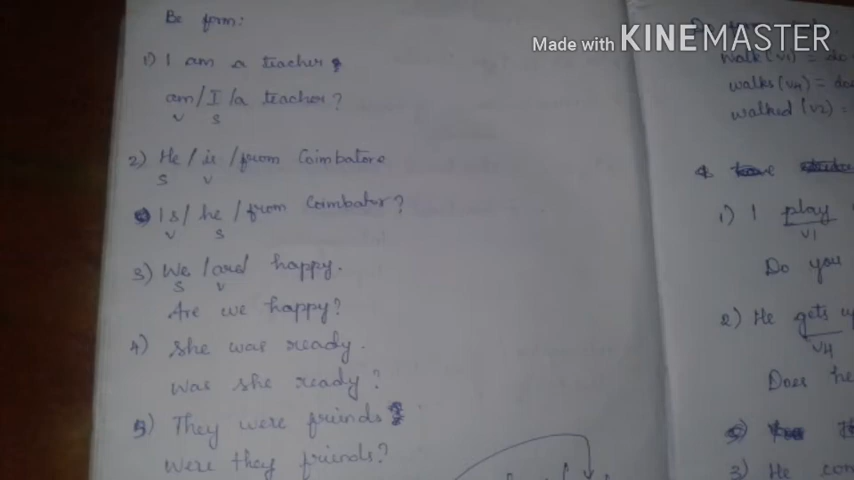 Made with KINEMASTER
Be form:
1) I am a teacher
am/I/a teacher?
V S
2) He/is/from Coimbatore
S V
Is/he/from Coimbator?
V S
3) We/are/happy.
S V
Are we happy?
4) She was ready.
Was she ready?
5) They were friends
Were they friends?
Walk (V1) = do
walks (V4) =
walked (V2) =
1) I play
V1
Do you
2) He gets
V4
Does he
3) He